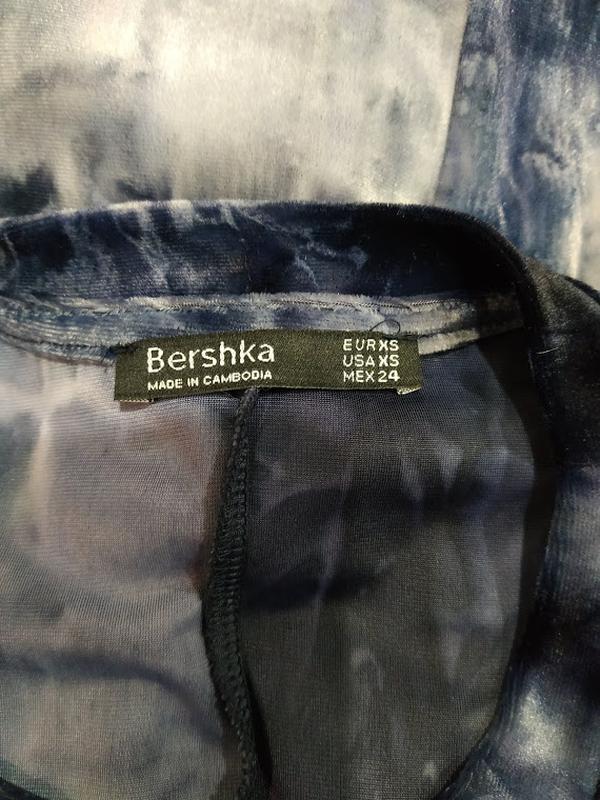 Bershka
MADE IN CAMBODIA
EUR XS
USA XS
MEX 24